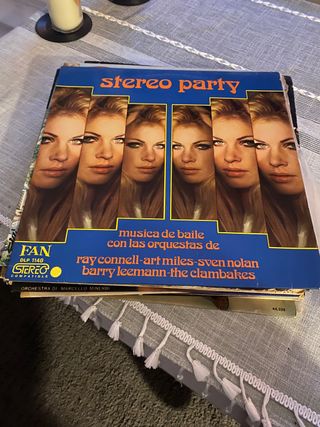 stereo party
musica de baile
con las orquestas de
ray connell-art miles-sven nolan
barry leemann-the clambakes
FAN
DLP 1140
STEREO
COMPATIBLE
ORCHESTRA DI MARCELLO MINERBI